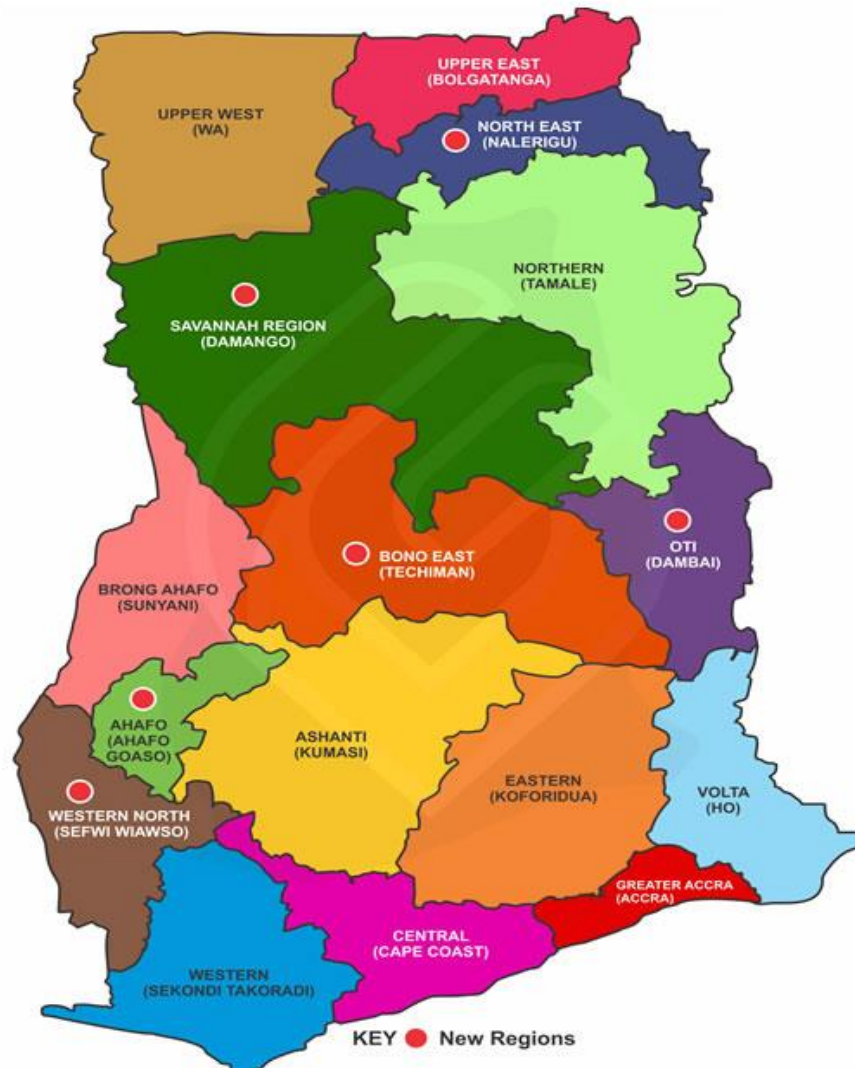 UPPER EAST
(BOLGATANGA)
UPPER WEST
(WA)
NORTH EAST
(NALERIGU)
NORTHERN
(TAMALE)
SAVANNAH REGION
(DAMANGO)
OTI
(DAMBAI)
BONO EAST
(TECHIMAN)
BRONG AHAFO
(SUNYANI)
AHAFO
(AHAFO
GOASO)
ASHANTI
(KUMASI)
EASTERN
(KOFORIDUA)
VOLTA
(HO)
WESTERN NORTH
(SEFWI WIAWSO)
GREATER ACCRA
(ACCRA)
CENTRAL
(CAPE COAST)
WESTERN
(SEKONDI TAKORADI)
KEY New Regions